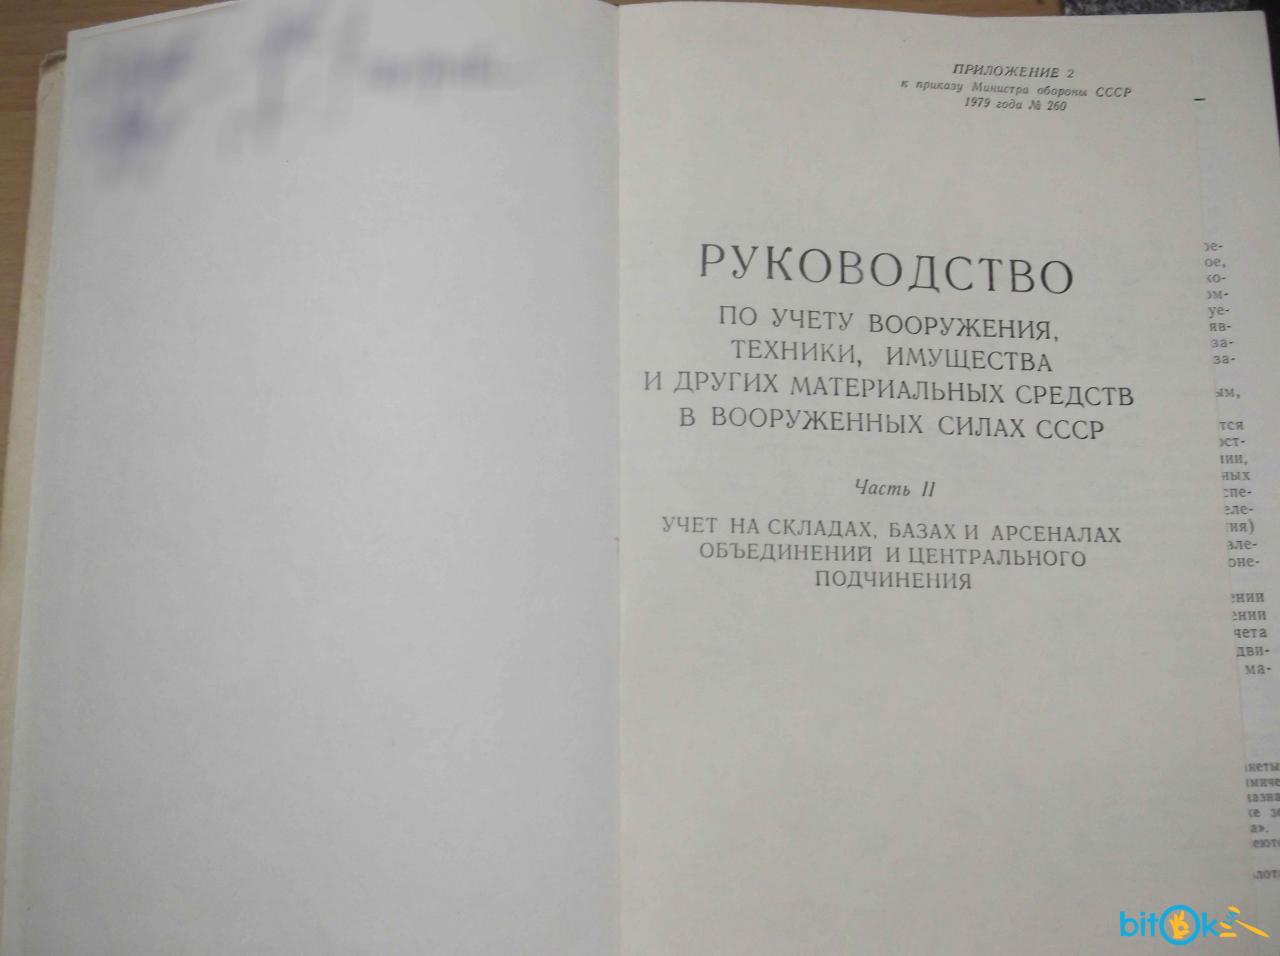 ПРИЛОЖЕНИЕ 2
к приказу Министра обороны СССР
1979 года № 260
РУКОВОДСТВО
ПО УЧЕТУ ВООРУЖЕНИЯ,
ТЕХНИКИ, ИМУЩЕСТВА
И ДРУГИХ МАТЕРИАЛЬНЫХ СРЕДСТВ
В ВООРУЖЕННЫХ СИЛАХ СССР
Часть II
УЧЕТ НА СКЛАДАХ, БАЗАХ И АРСЕНАЛАХ
ОБЪЕДИНЕНИЙ И ЦЕНТРАЛЬНОГО
ПОДЧИНЕНИЯ